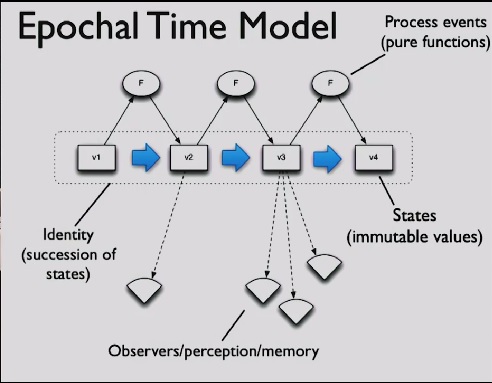 Epochal Time Model
Process events
(pure functions)
F
F
F
v1
v2
v3
v4
Identity
(succession of
states)
States
(immutable values)
Observers/perception/memory